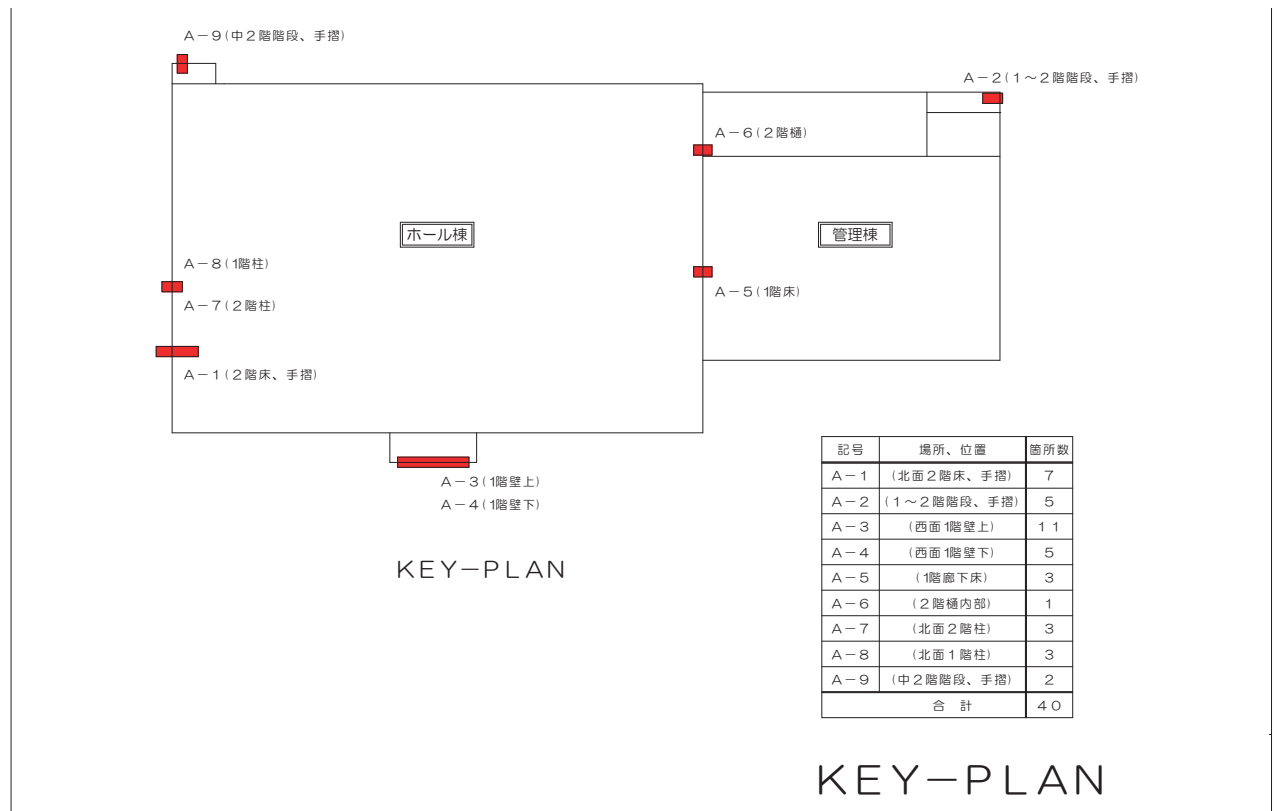 A−9(中2階階段、手摺)
A−2(1〜2階階段、手摺)
A−6(2階樋)
ホール棟
管理棟
A−8(1階柱)
A−7(2階柱)
A−5(1階床)
A−1(2階床、手摺)
A−3(1階壁上)
A−4(1階壁下)
KEY−PLAN
記号 場所、位置 箇所数
A−1 (北面2階床、手摺) 7
A−2 (1〜2階階段、手摺) 5
A−3 (西面1階壁上) 11
A−4 (西面1階壁下) 5
A−5 (1階廊下床) 3
A−6 (2階樋内部) 1
A−7 (北面2階柱) 3
A−8 (北面1階柱) 3
A−9 (中2階階段、手摺) 2
合 計 40
KEY−PLAN